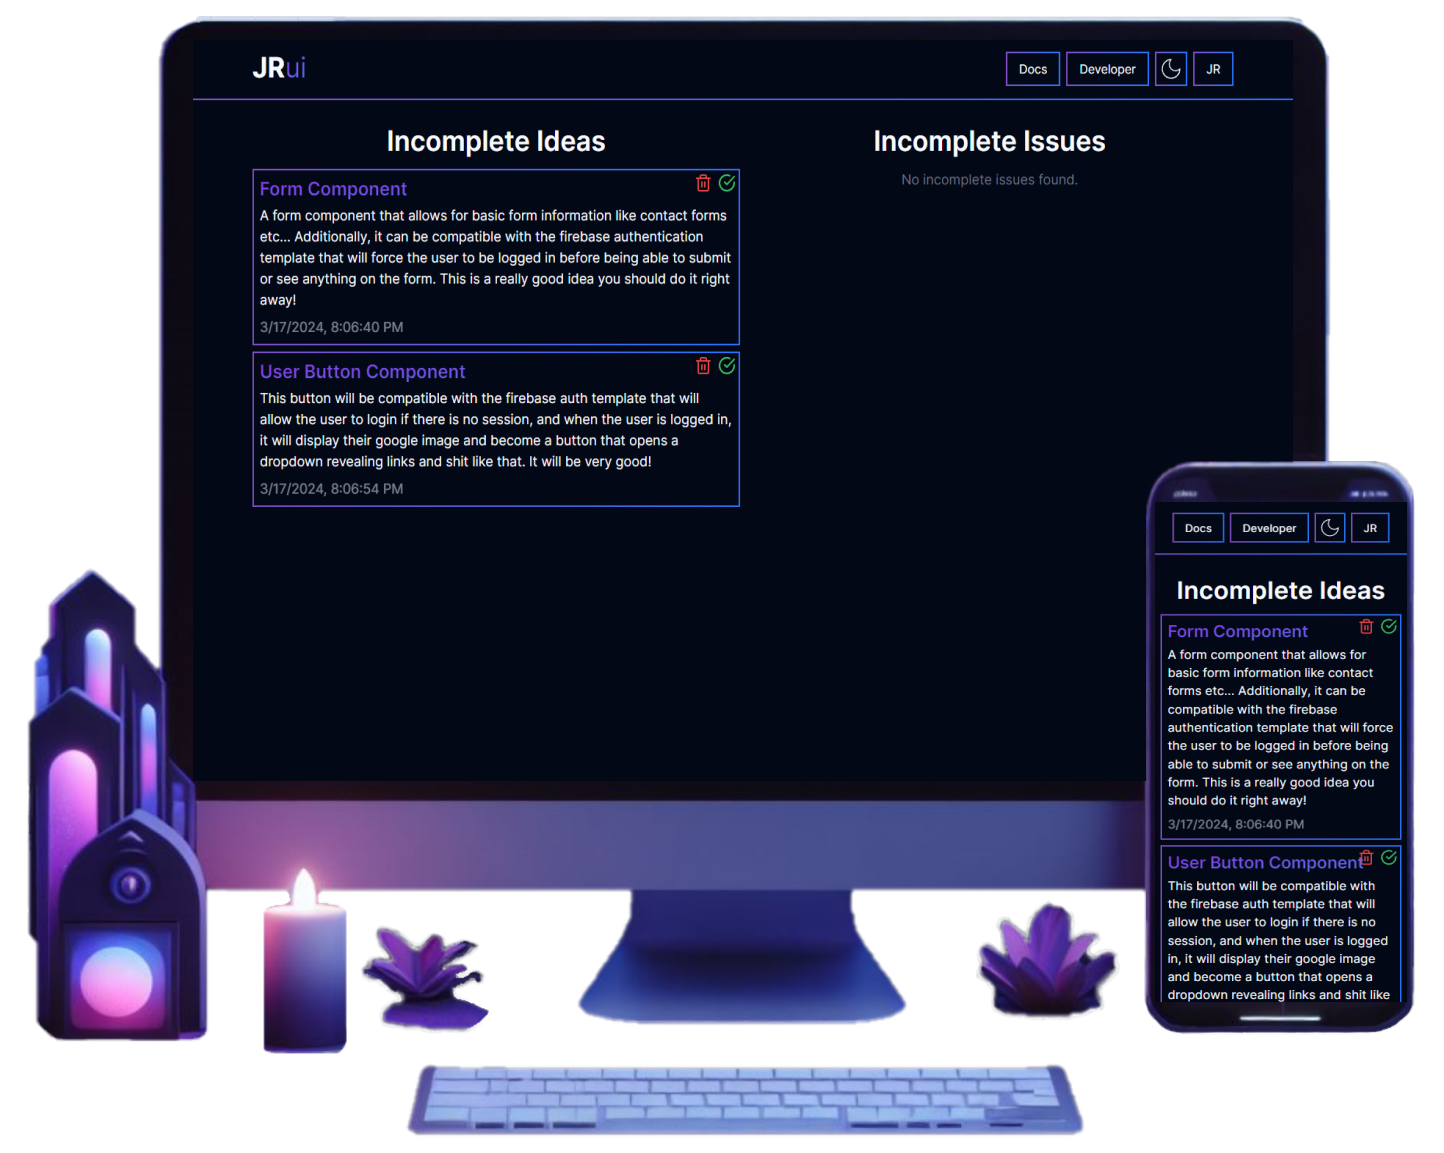 JRui
Docs
Developer
JR
Incomplete Ideas
Form Component
A form component that allows for basic form information like contact forms
etc... Additionally, it can be compatible with the firebase authentication
template that will force the user to be logged in before being able to submit
or see anything on the form. This is a really good idea you should do it right
away!
3/17/2024, 8:06:40 PM
User Button Component
This button will be compatible with the firebase auth template that will
allow the user to login if there is no session, and when the user is logged in,
it will display their google image and become a button that opens a
dropdown revealing links and shit like that. It will be very good!
3/17/2024, 8:06:54 PM
Incomplete Issues
No incomplete issues found.
Docs
Developer
JR
Incomplete Ideas
Form Component
A form component that allows for
basic form information like contact
forms etc... Additionally, it can be
compatible with the firebase
authentication template that will force
the user to be logged in before being
able to submit or see anything on the
form. This is a really good idea you
should do it right away!
3/17/2024, 8:06:40 PM
User Button Component
This button will be compatible with
the firebase auth template that will
allow the user to login if there is no
session, and when the user is logged
in, it will display their google image
and become a button that opens a
dropdown revealing links and shit like